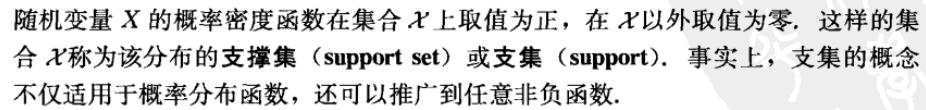 随机变量 X 的概率密度函数在集合 𝒳 上取值为正，在 𝒳以外取值为零. 这样的集
合 𝒳称为该分布的支撑集（support set）或支集（support）. 事实上，支集的概念
不仅适用于概率分布函数，还可以推广到任意非负函数.